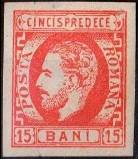 CINCISPREDECE
POSTA
ROMANA
15 BANI 15